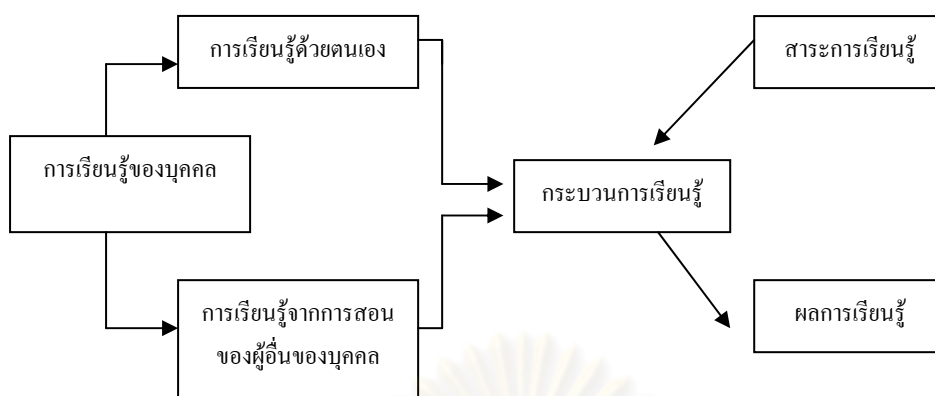 การเรียนรู้ด้วยตนเอง
สาระการเรียนรู้
การเรียนรู้ของบุคคล
กระบวนการเรียนรู้
การเรียนรู้จากการสอน
ของผู้อื่นของบุคคล
ผลการเรียนรู้